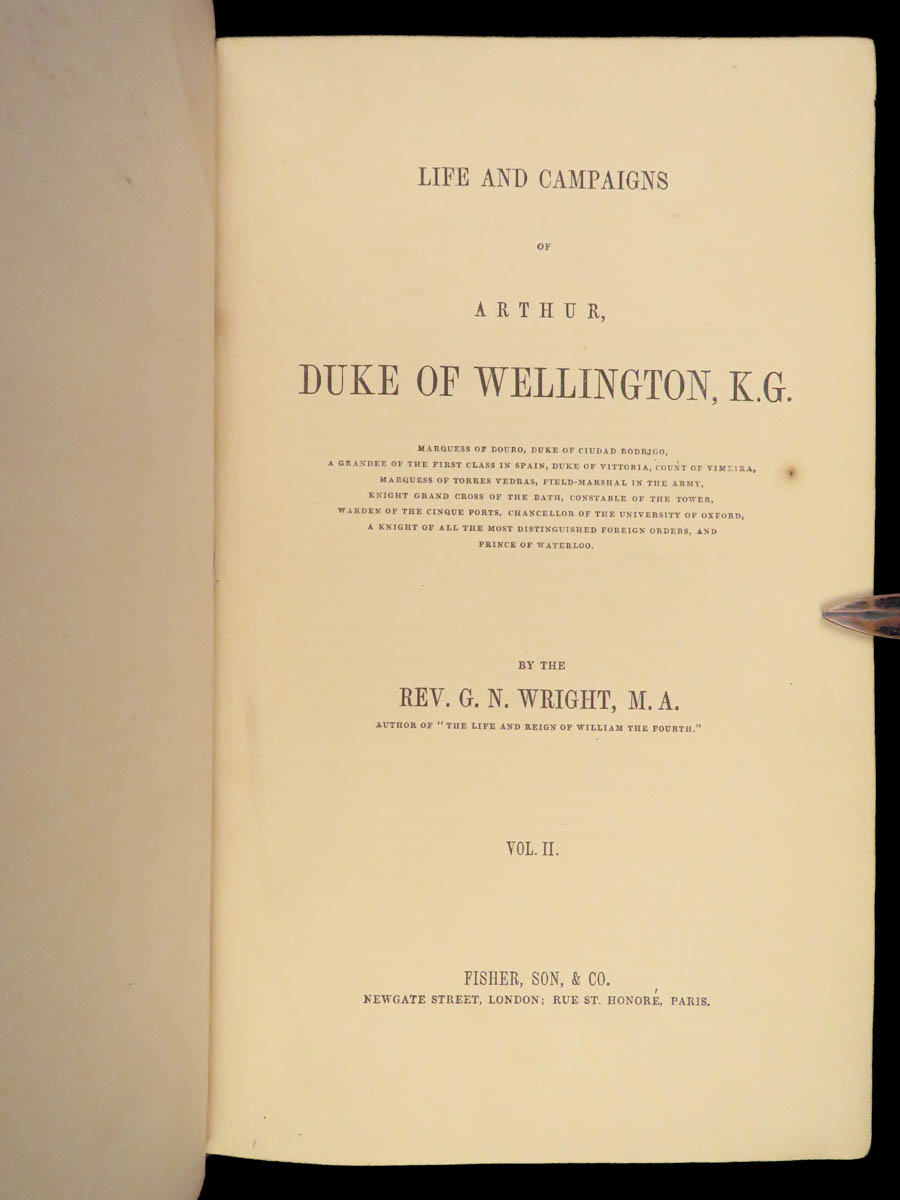 LIFE AND CAMPAIGNS
OF
ARTHUR,
DUKE OF WELLINGTON, K.G.
MARQUESS OF DOURO, DUKE OF CIUDAD RODRIGO,
A GRANDEE OF THE FIRST CLASS IN SPAIN, DUKE OF VITTORIA, COUNT OF VIMEIRA,
MARQUESS OF TORRES VEDRAS, FIELD-MARSHAL IN THE ARMY,
KNIGHT GRAND CROSS OF THE BATH, CONSTABLE OF THE TOWER,
WARDEN OF THE CINQUE PORTS, CHANCELLOR OF THE UNIVERSITY OF OXFORD,
A KNIGHT OF ALL THE MOST DISTINGUISHED FOREIGN ORDERS, AND
PRINCE OF WATERLOO.
BY THE
REV. G. N. WRIGHT, M. A.
AUTHOR OF "THE LIFE AND REIGN OF WILLIAM THE FOURTH."
VOL. II.
FISHER, SON, & CO.
NEWGATE STREET, LONDON; RUE ST. HONORÉ, PARIS.